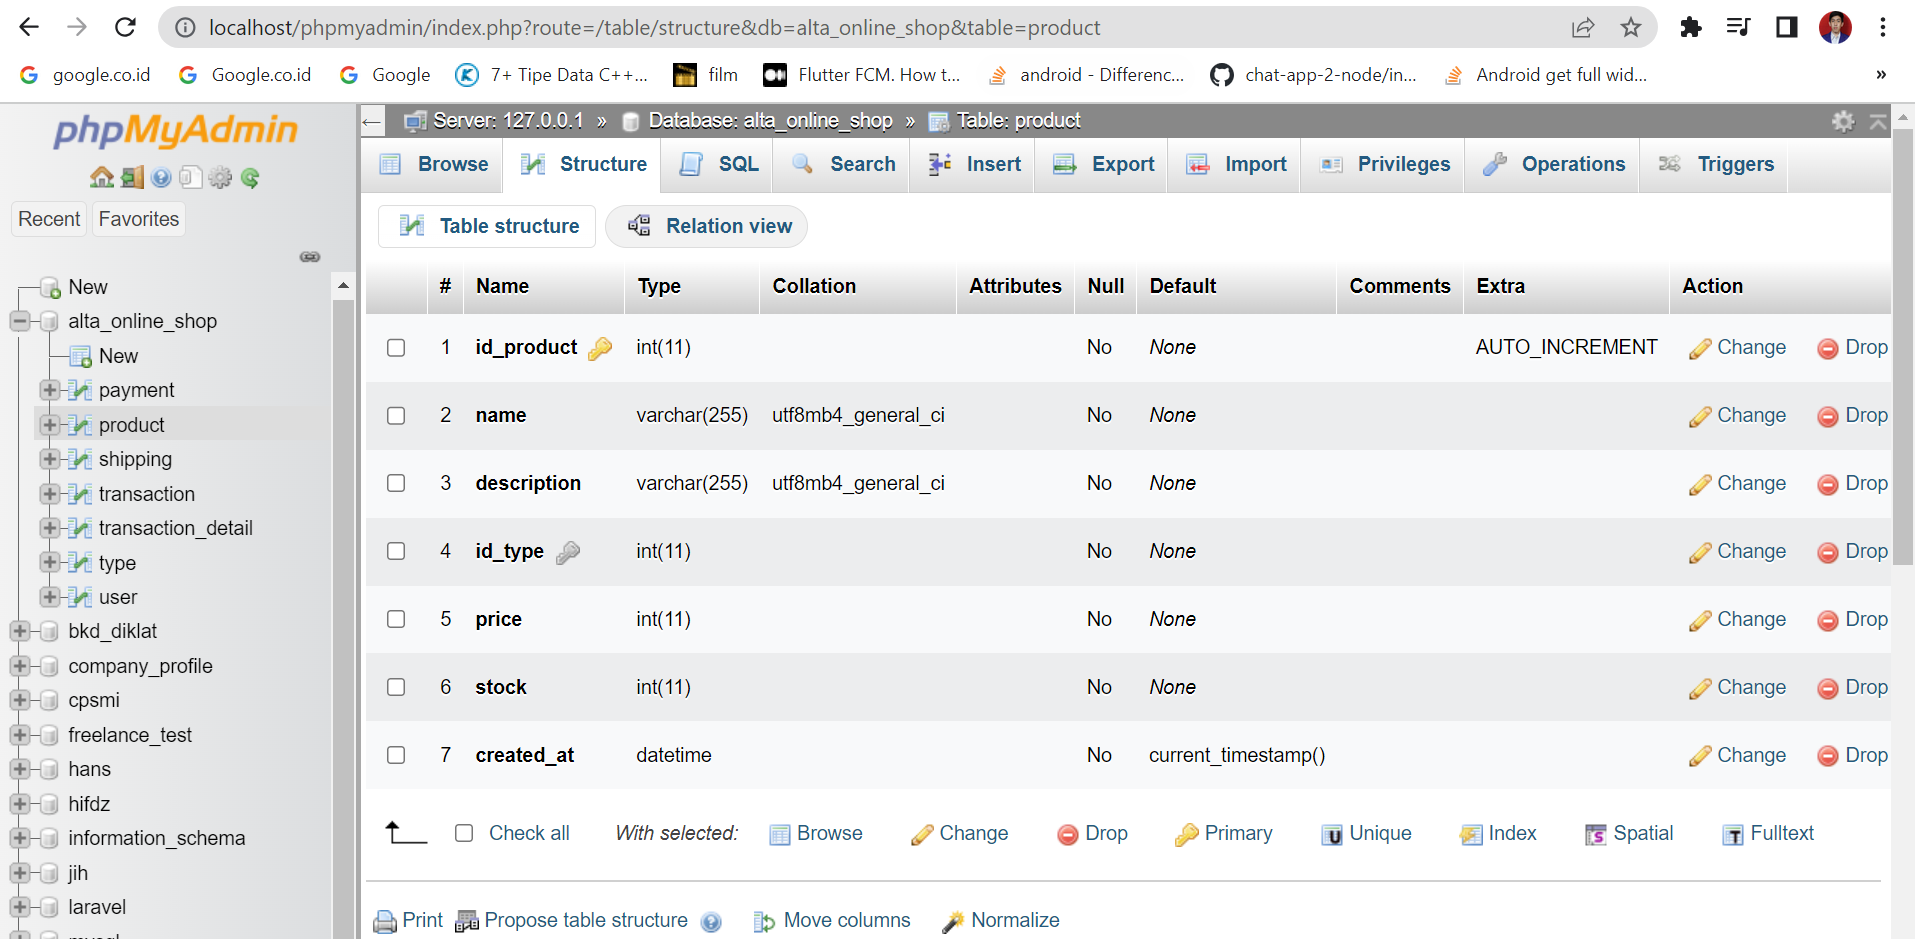 localhost/phpmyadmin/index.php?route=/table/structure&db=alta_online_shop&table=product
google.co.id Google.co.id Google 7+ Tipe Data C++... film Flutter FCM. How t... android - Differenc... chat-app-2-node/in... Android get full wid... »
phpMyAdmin
Recent Favorites
New
alta_online_shop
New
payment
product
shipping
transaction
transaction_detail
type
user
bkd_diklat
company_profile
cpsmi
freelance_test
hans
hifdz
information_schema
jih
laravel
Server: 127.0.0.1 » Database: alta_online_shop » Table: product
Browse Structure SQL Search Insert Export Import Privileges Operations Triggers
Table structure Relation view
# Name Type Collation Attributes Null Default Comments Extra Action
1 id_product int(11) No None AUTO_INCREMENT Change Drop
2 name varchar(255) utf8mb4_general_ci No None Change Drop
3 description varchar(255) utf8mb4_general_ci No None Change Drop
4 id_type int(11) No None Change Drop
5 price int(11) No None Change Drop
6 stock int(11) No None Change Drop
7 created_at datetime No current_timestamp() Change Drop
Check all With selected: Browse Change Drop Primary Unique Index Spatial Fulltext
Print Propose table structure Move columns Normalize